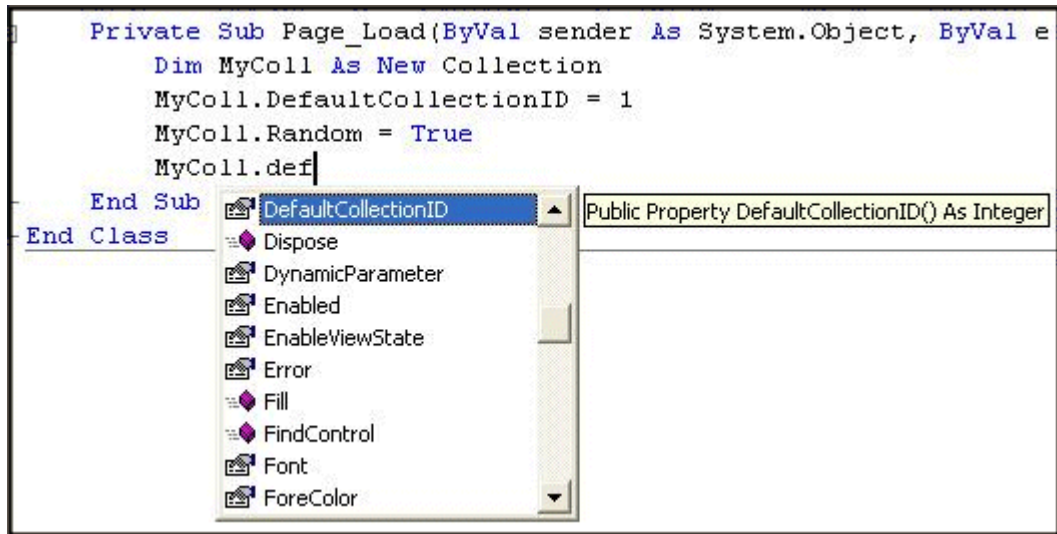 Private Sub Page_Load(ByVal sender As System.Object, ByVal e
Dim MyColl As New Collection
MyColl.DefaultCollectionID = 1
MyColl.Random = True
MyColl.def
End Sub
End Class
DefaultCollectionID
Dispose
DynamicParameter
Enabled
EnableViewState
Error
Fill
FindControl
Font
ForeColor
Public Property DefaultCollectionID() As Integer